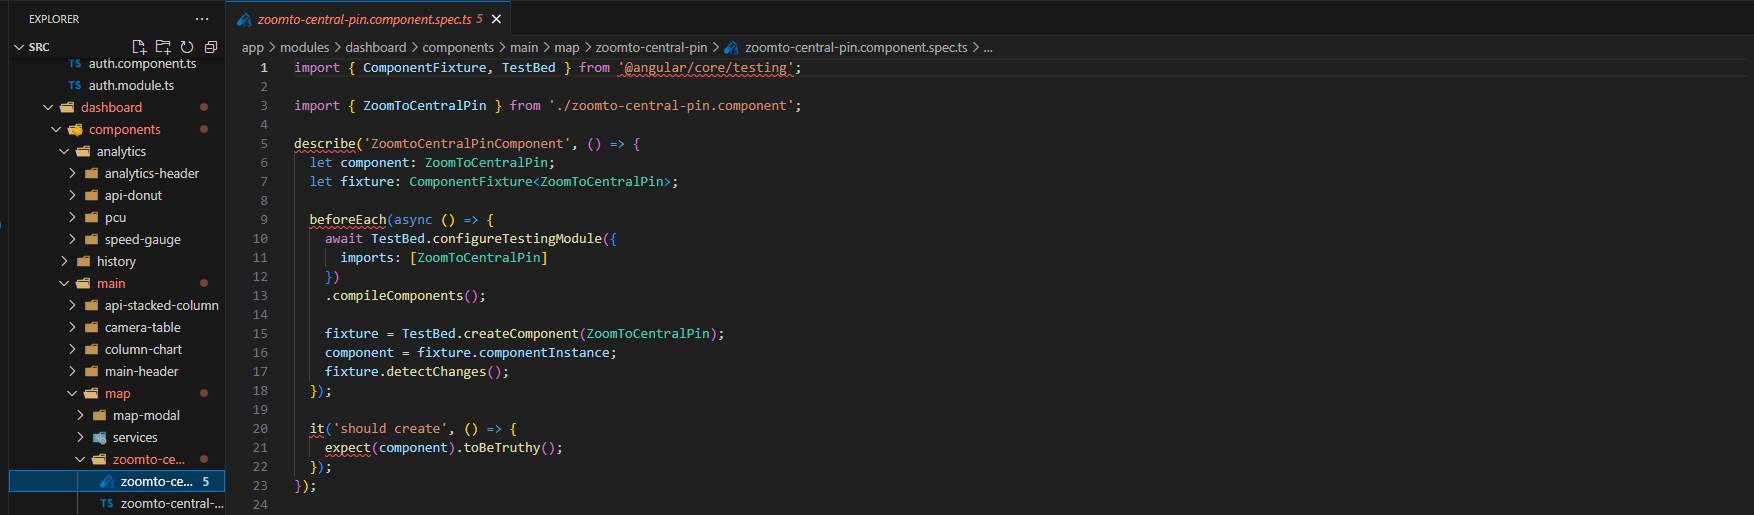 EXPLORER ...
SRC
auth.component.ts
auth.module.ts
dashboard
components
analytics
analytics-header
api-donut
pcu
speed-gauge
history
main
api-stacked-column
camera-table
column-chart
main-header
map
map-modal
services
zoomto-ce...
zoomto-ce... 5
TS zoomto-central-...
zoomto-central-pin.component.spec.ts 5
app > modules > dashboard > components > main > map > zoomto-central-pin > zoomto-central-pin.component.spec.ts > ...
1 import { ComponentFixture, TestBed } from '@angular/core/testing';
2
3 import { ZoomToCentralPin } from './zoomto-central-pin.component';
4
5 describe('ZoomtoCentralPinComponent', () => {
6 let component: ZoomToCentralPin;
7 let fixture: ComponentFixture<ZoomToCentralPin>;
8
9 beforeEach(async () => {
10 await TestBed.configureTestingModule({
11 imports: [ZoomToCentralPin]
12 })
13 .compileComponents();
14
15 fixture = TestBed.createComponent(ZoomToCentralPin);
16 component = fixture.componentInstance;
17 fixture.detectChanges();
18 });
19
20 it('should create', () => {
21 expect(component).toBeTruthy();
22 });
23 });
24